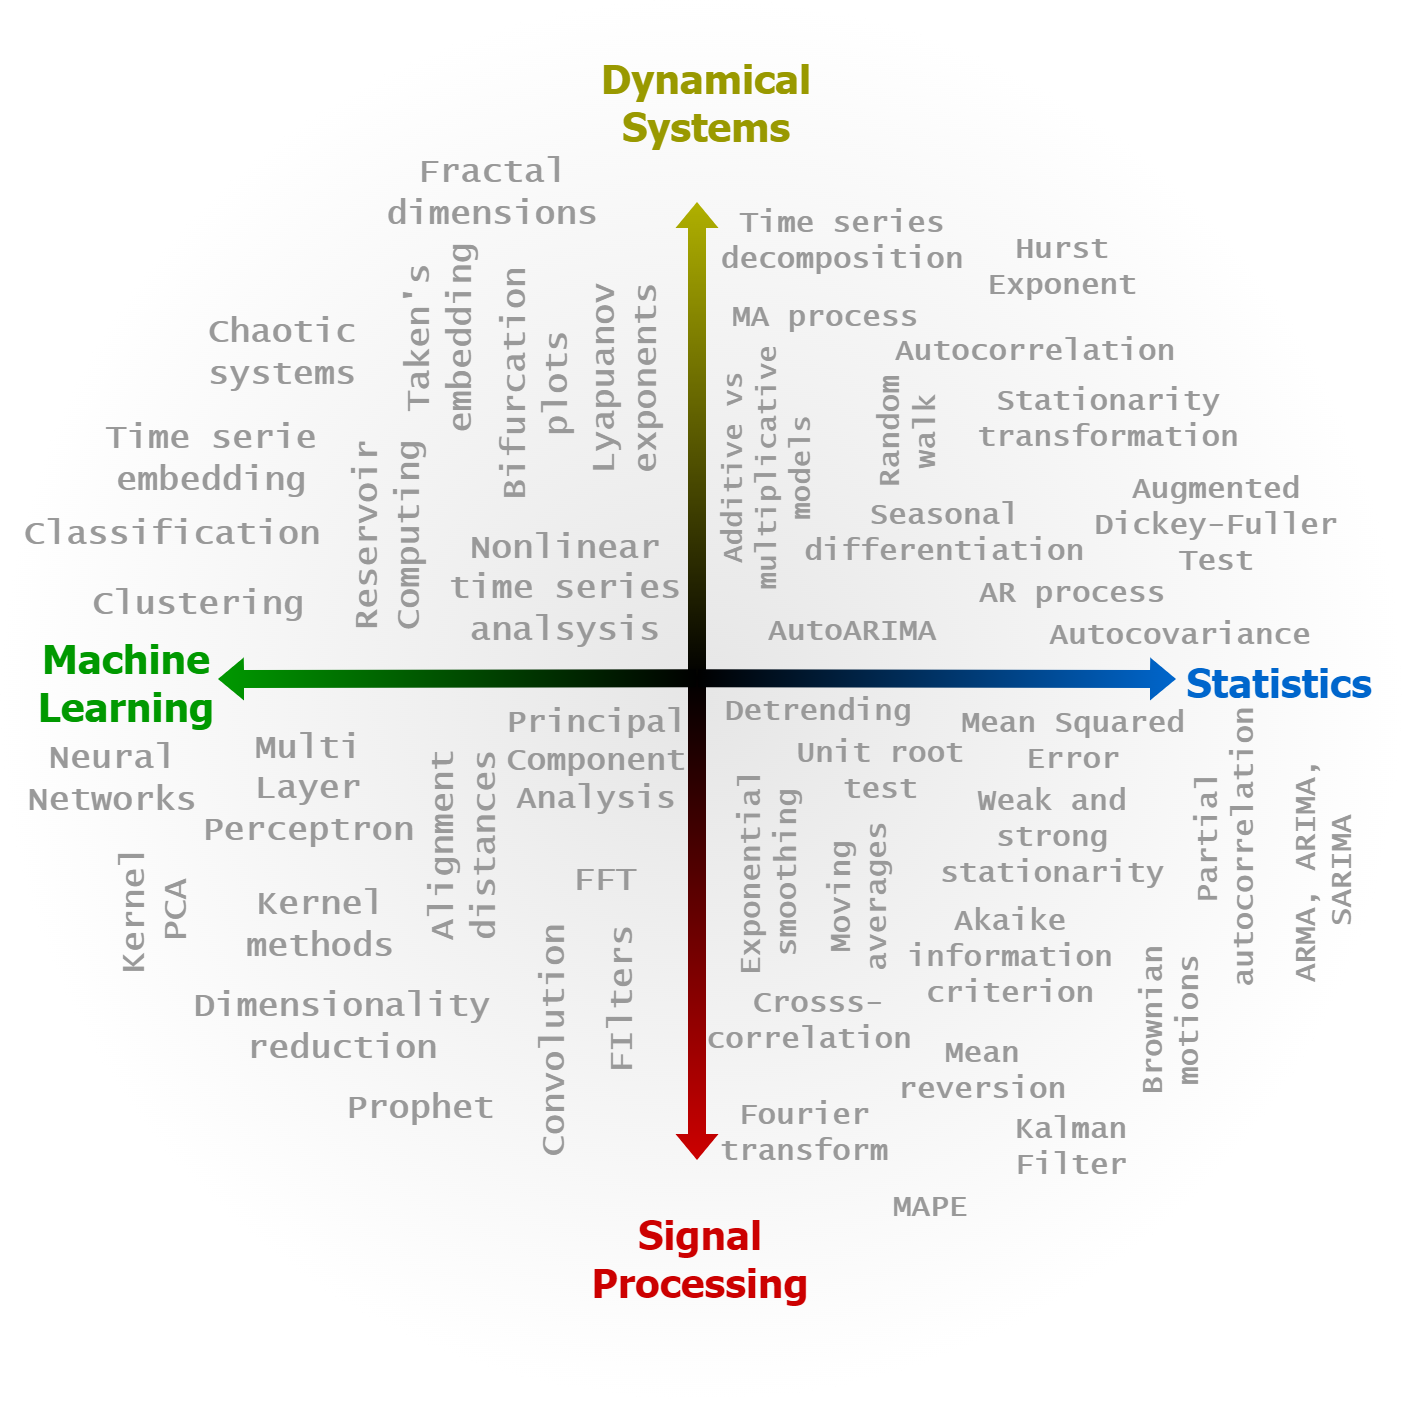 Dynamical
Systems
Fractal
dimensions
Taken's
embedding
Bifurcation
plots
Lyapuanov
exponents
Chaotic
systems
Time serie
embedding
Classification
Clustering
Reservoir
Computing
Nonlinear
time series
analsysis
Time series
decomposition
Hurst
Exponent
MA process
Autocorrelation
Additive vs
multiplicative
models
Random
walk
Stationarity
transformation
Seasonal
differentiation
Augmented
Dickey-Fuller
Test
AR process
AutoARIMA
Autocovariance
Machine
Learning
Statistics
Neural
Networks
Multi
Layer
Perceptron
Alignment
distances
Principal
Component
Analysis
Kernel
PCA
Kernel
methods
FFT
Dimensionality
reduction
Convolution
FIlters
Prophet
Detrending
Unit root
test
Mean Squared
Error
Exponential
smoothing
Moving
averages
Weak and
strong
stationarity
Partial
autocorrelation
ARMA, ARIMA,
SARIMA
Akaike
information
criterion
Crosss-
correlation
Mean
reversion
Brownian
motions
Fourier
transform
Kalman
Filter
MAPE
Signal
Processing